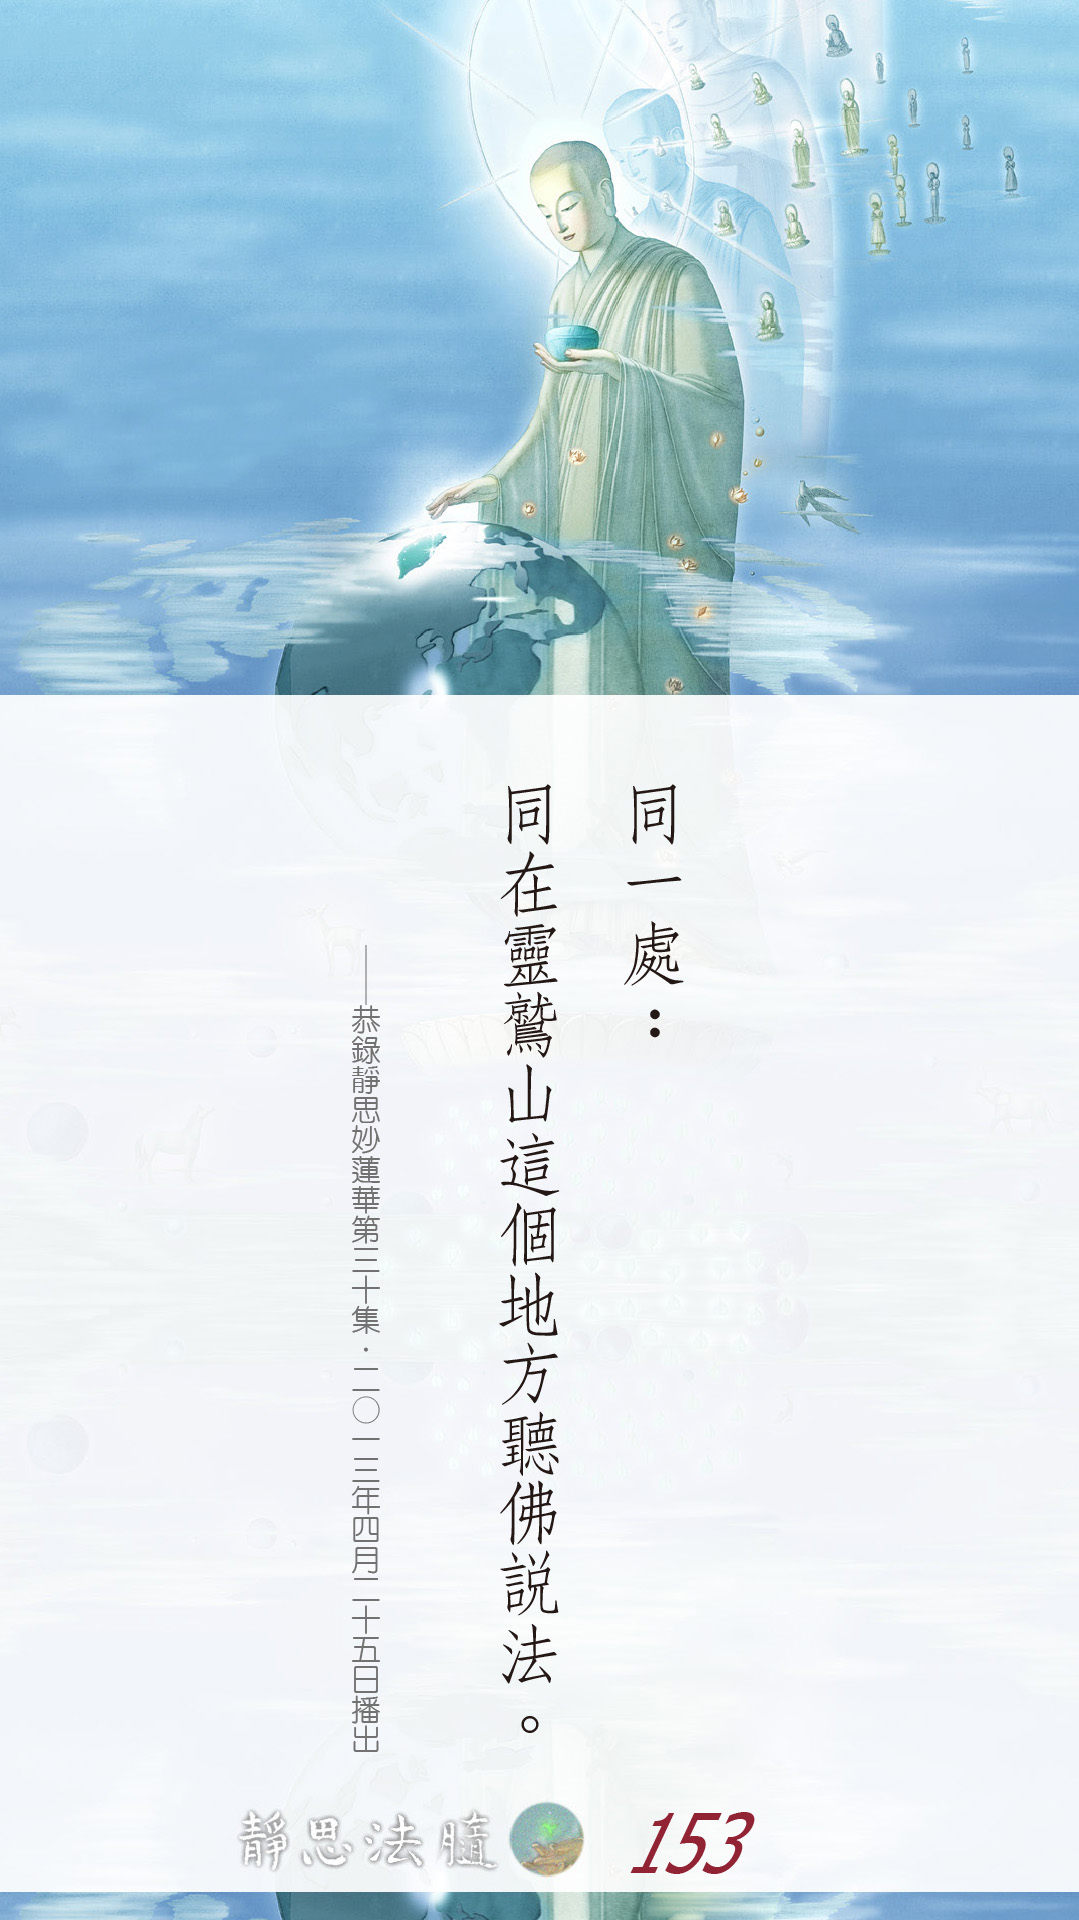 同一處：
同在靈鷲山這個地方聽佛説法。
——恭錄靜思妙蓮華第三十集·二〇一三年四月二十五日播出
靜思法髓
153